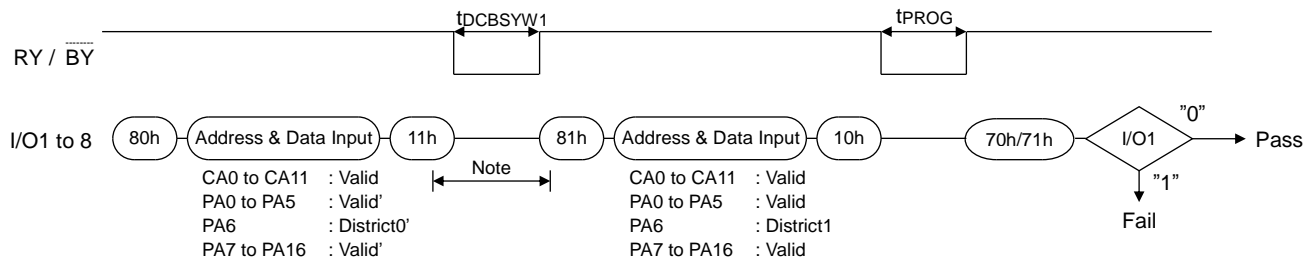 tDCBSYW1 tPROG
RY / BY
I/O1 to 8 80h Address & Data Input 11h 81h Address & Data Input 10h 70h/71h I/O1 ”0” Pass
Note
”1”
Fail
CA0 to CA11 : Valid
PA0 to PA5 : Valid’
PA6 : District0’
PA7 to PA16 : Valid’
CA0 to CA11 : Valid
PA0 to PA5 : Valid
PA6 : District1
PA7 to PA16 : Valid